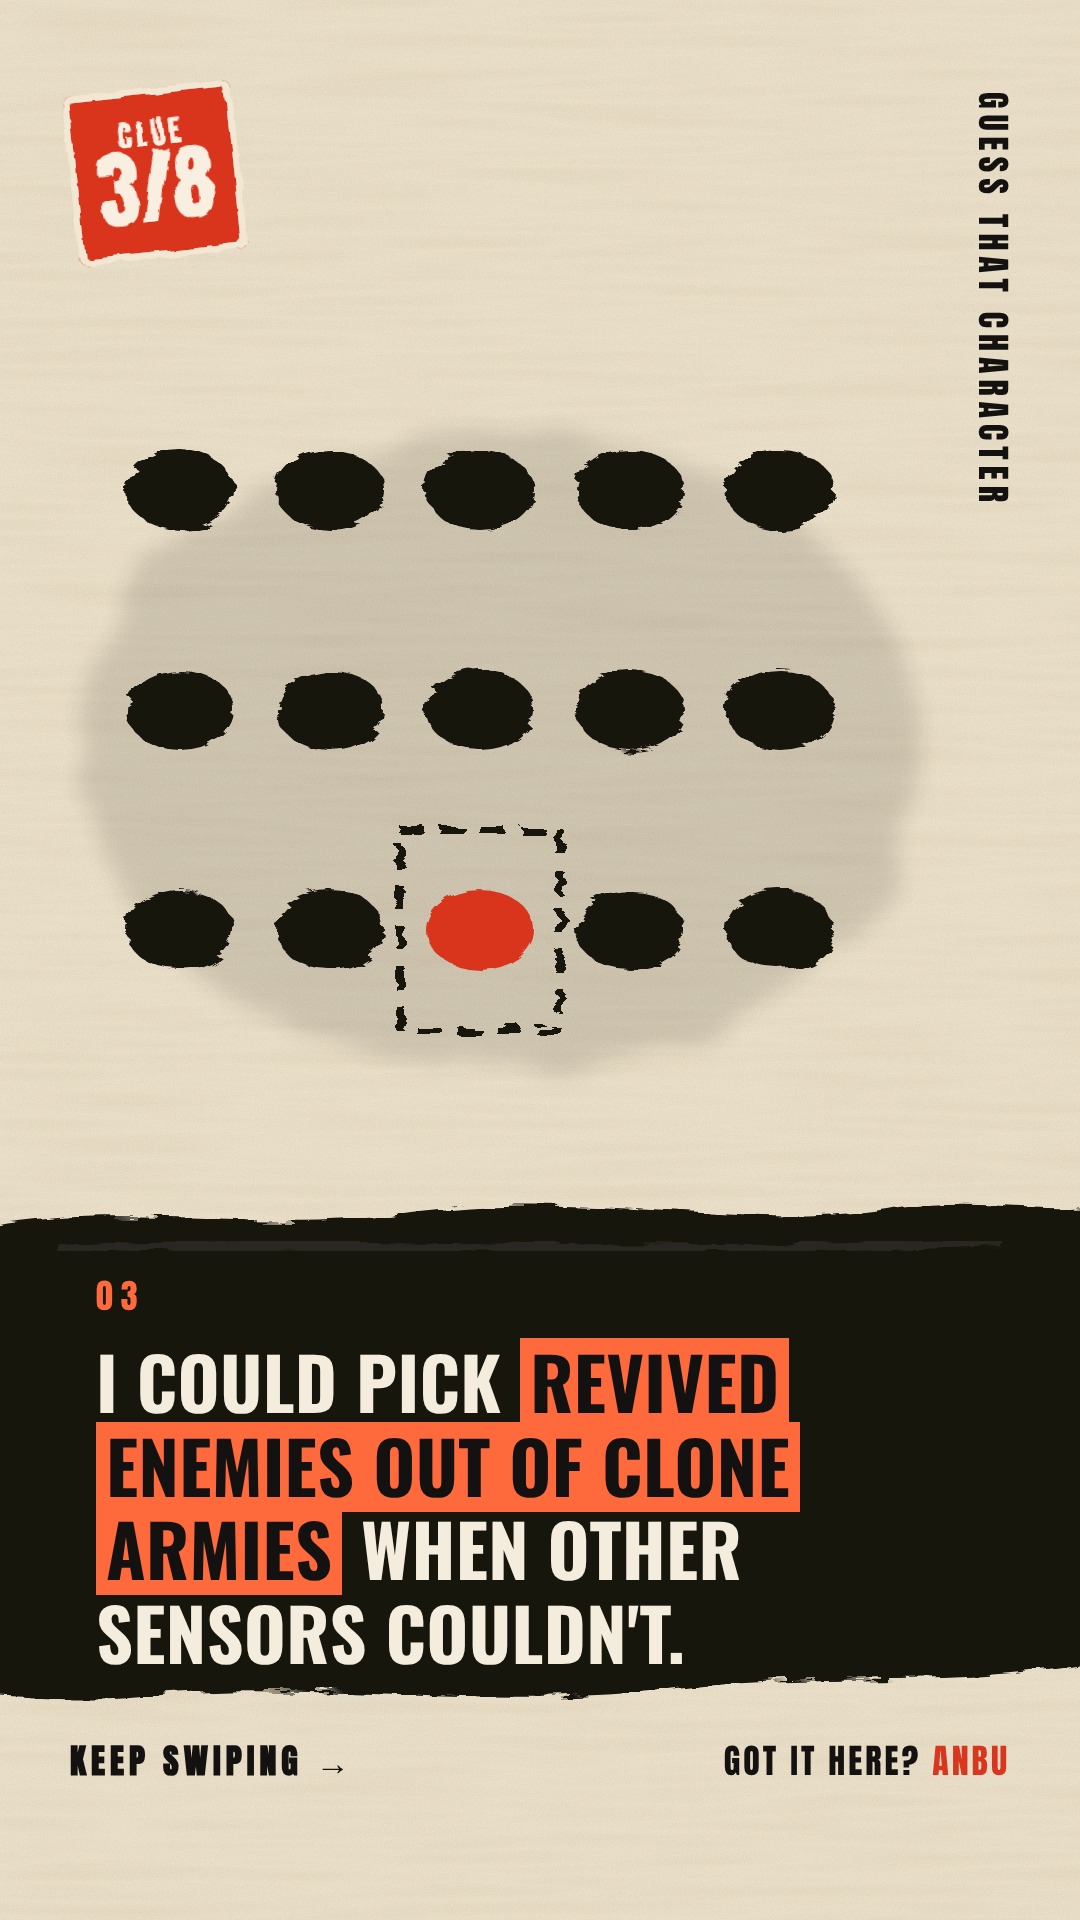 CLUE
3/8
GUESS THAT CHARACTER
03
I COULD PICK REVIVED
ENEMIES OUT OF CLONE
ARMIES WHEN OTHER
SENSORS COULDN'T.
KEEP SWIPING →
GOT IT HERE? ANBU